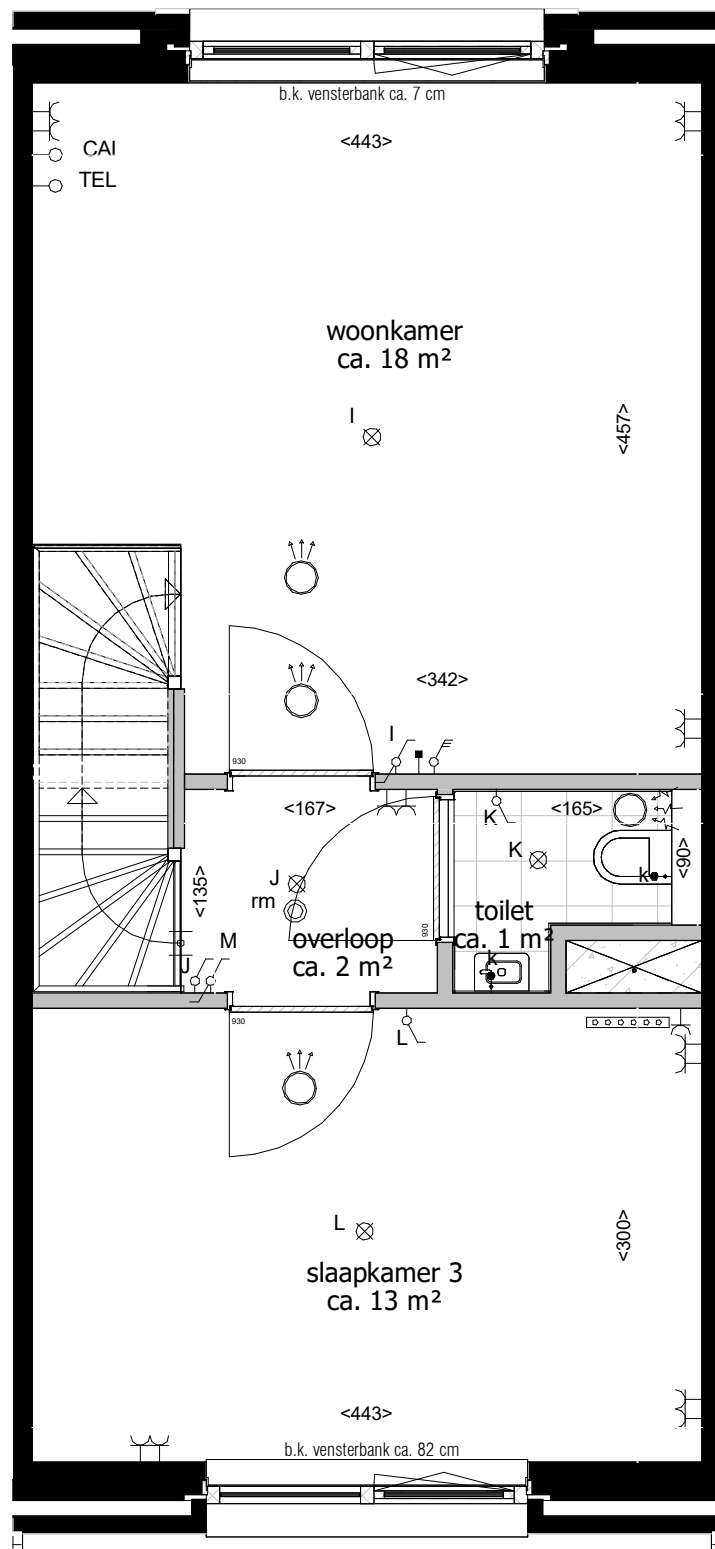 b.k. vensterbank ca. 7 cm
<443>
CAI
TEL
woonkamer
ca. 18 m²
I
<457>
<342>
I
930
<167>
K
<165>
K
k
<90>
J
rm
<135>
M
J
overloop
ca. 2 m²
930
toilet
ca. 1 m²
k
930
L
L
<300>
slaapkamer 3
ca. 13 m²
<443>
b.k. vensterbank ca. 82 cm